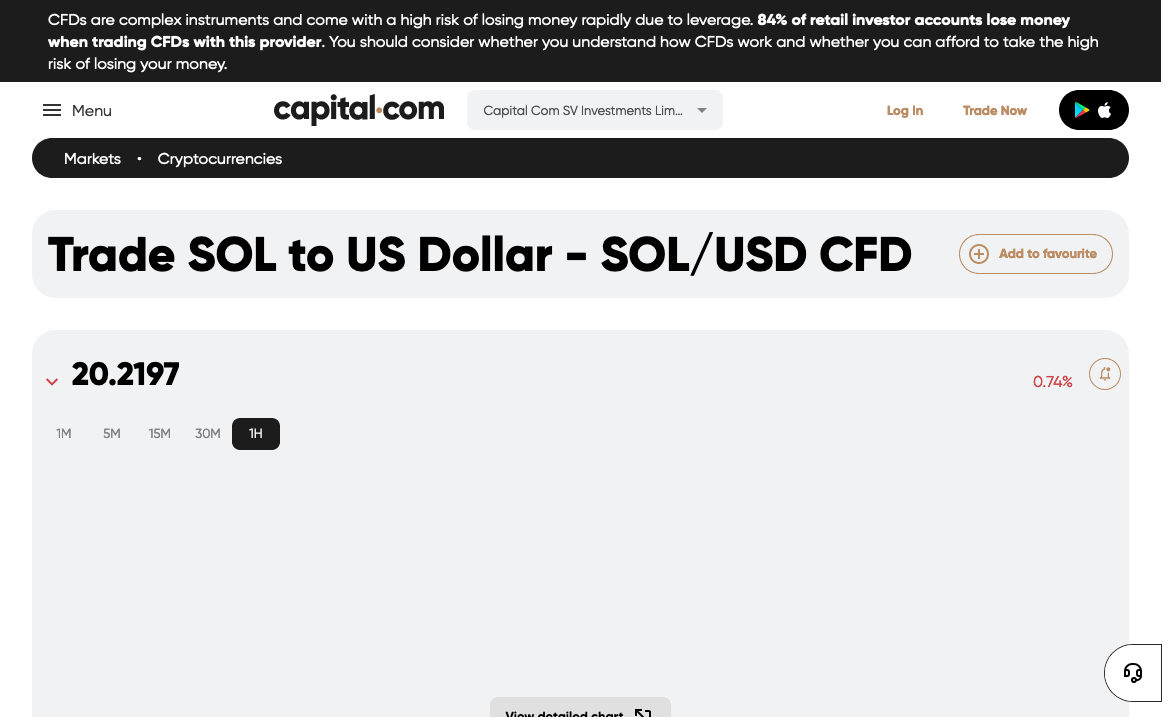 CFDs are complex instruments and come with a high risk of losing money rapidly due to leverage. 84% of retail investor accounts lose money
when trading CFDs with this provider. You should consider whether you understand how CFDs work and whether you can afford to take the high
risk of losing your money.
Menu
capital.com
Capital Com SV Investments Lim...
Log In
Trade Now
Markets • Cryptocurrencies
Trade SOL to US Dollar - SOL/USD CFD
Add to favourite
20.2197
0.74%
1M 5M 15M 30M 1H
View detailed chart